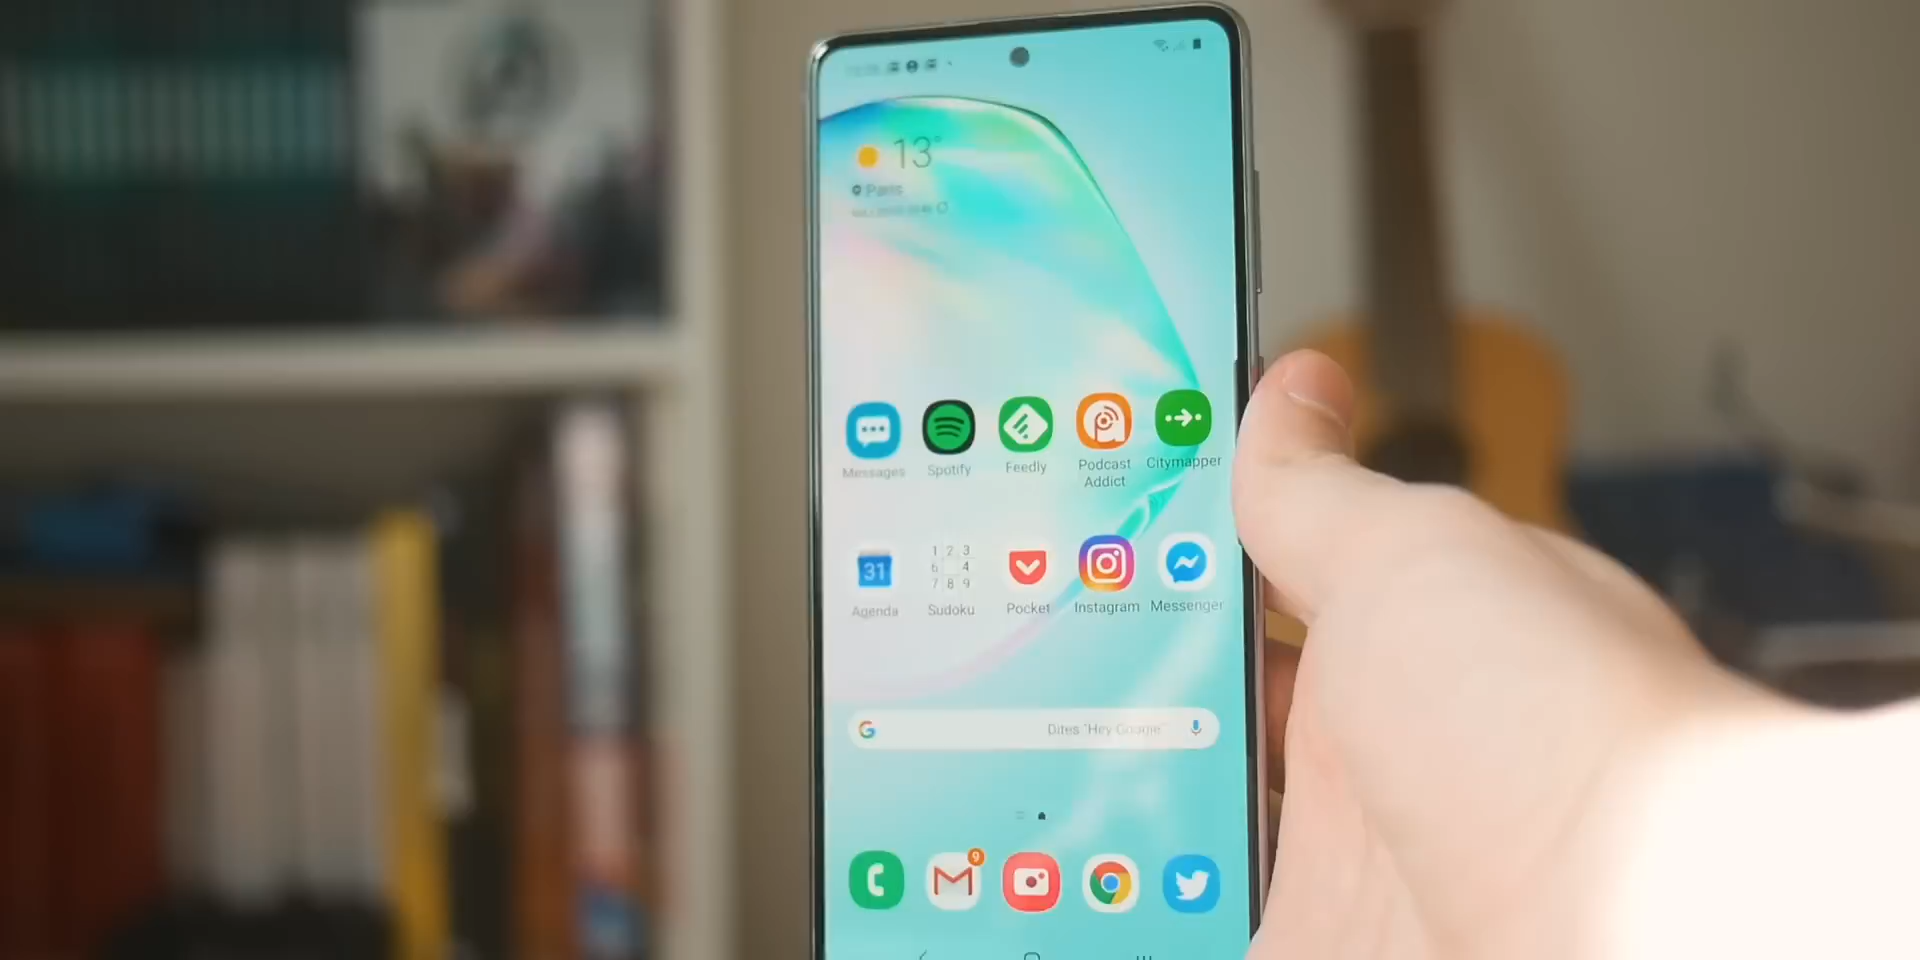 13°
Paris
Messages
Spotify
Feedly
Podcast
Addict
Citymapper
31
1 2 3
6 4
7 8 9
Agenda
Sudoku
Pocket
Instagram
Messenger
G
Dites "Hey Google"
9